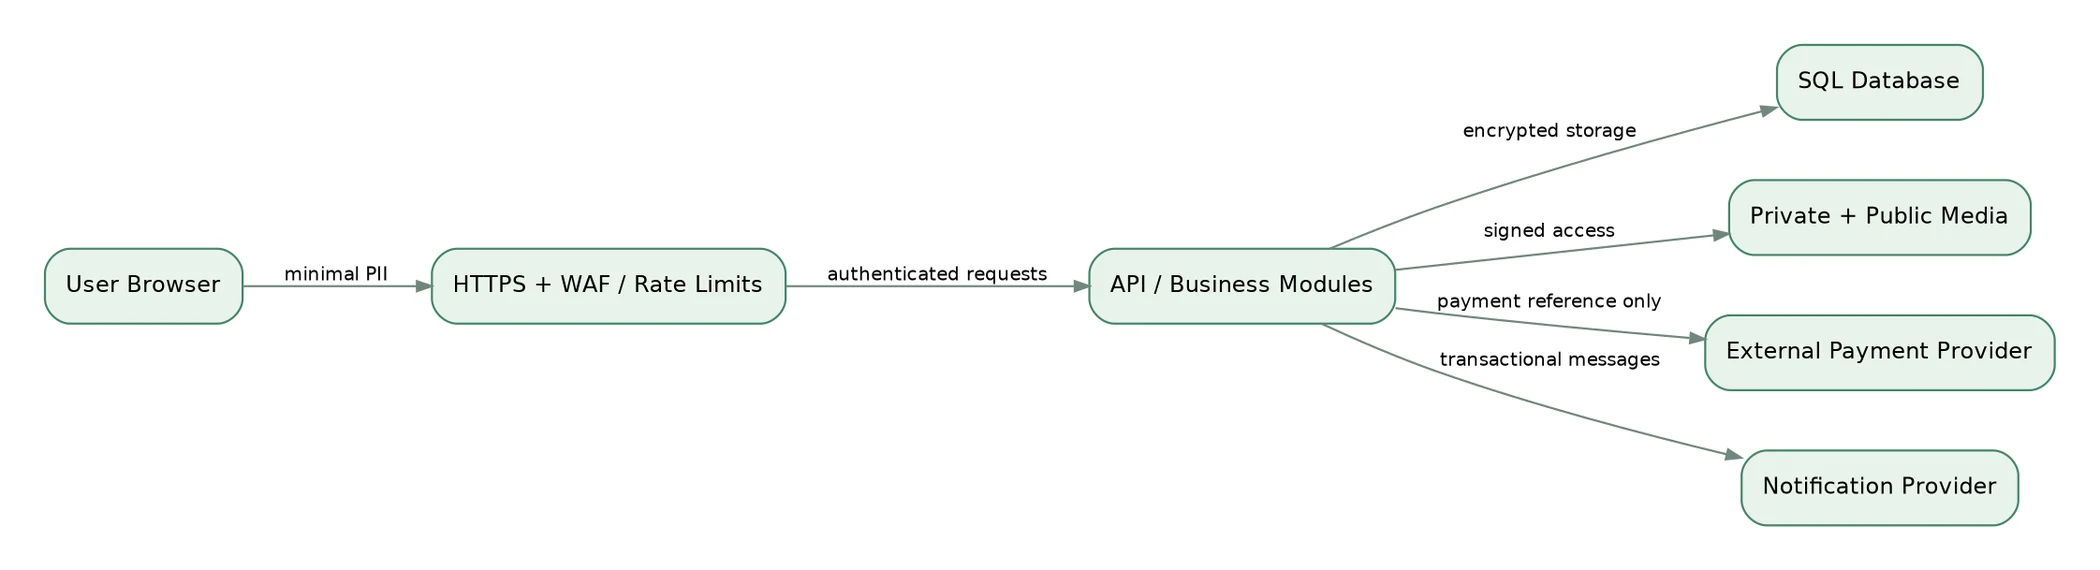 User Browser
minimal PII
HTTPS + WAF / Rate Limits
authenticated requests
API / Business Modules
encrypted storage
SQL Database
signed access
Private + Public Media
payment reference only
External Payment Provider
transactional messages
Notification Provider